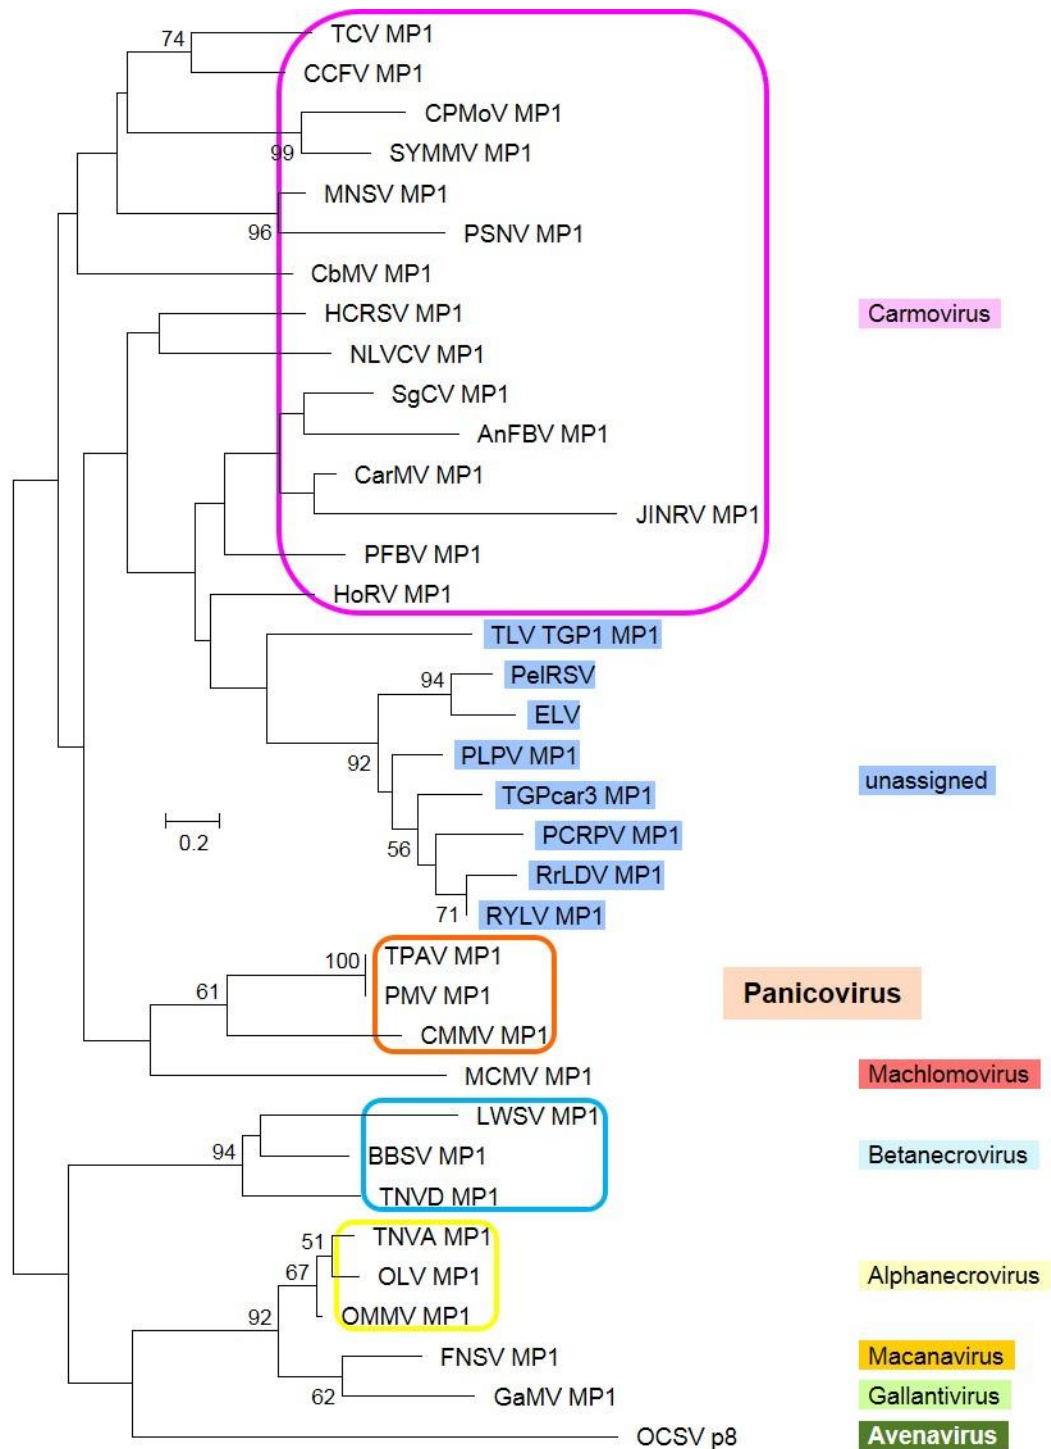 74
TCV MP1
CCFV MP1
CPMoV MP1
99
SYMMV MP1
MNSV MP1
96
PSNV MP1
CbMV MP1
HCRSV MP1
Carmovirus
NLVCV MP1
SgCV MP1
AnFBV MP1
CarMV MP1
JINRV MP1
PFBV MP1
HoRV MP1
TLV TGP1 MP1
94
PelRSV
ELV
92
PLPV MP1
unassigned
TGPcar3 MP1
0.2
56
PCRPV MP1
RrLDV MP1
71
RYLV MP1
100
TPAV MP1
61
PMV MP1
Panicovirus
CMMV MP1
MCMV MP1
Machlomovirus
LWSV MP1
94
BBSV MP1
Betanecrovirus
TNVD MP1
51
TNVA MP1
67
OLV MP1
Alphanecrovirus
92
OMMV MP1
FNSV MP1
Macanavirus
62
GaMV MP1
Gallantivirus
OCSV p8
Avenavirus